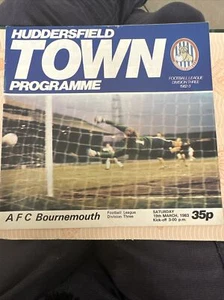 HUDDERSFIELD
TOWN
PROGRAMME
FOOTBALL LEAGUE
DIVISION THREE
1982/3
A F C Bournemouth
Football League
Division Three
SATURDAY
19th MARCH, 1983
Kick-off 3:00 p.m.
35p